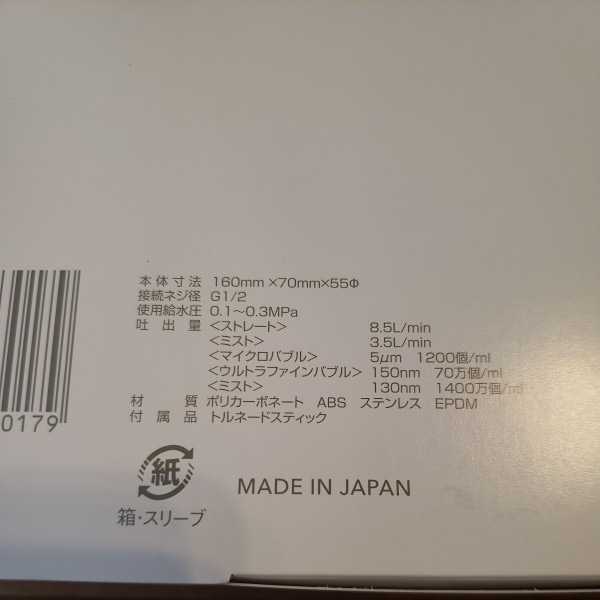 本体寸法 160mm×70mm×55Φ
接続ネジ径 G1/2
使用給水圧 0.1〜0.3MPa
吐出量 <ストレート> 8.5L/min
<ミスト> 3.5L/min
<マイクロバブル> 5μm 1200個/ml
<ウルトラファインバブル> 150nm 70万個/ml
<ミスト> 130nm 1400万個/ml
材質 ポリカーボネート ABS ステンレス EPDM
付属品 トルネードスティック
0179
紙
箱・スリーブ
MADE IN JAPAN